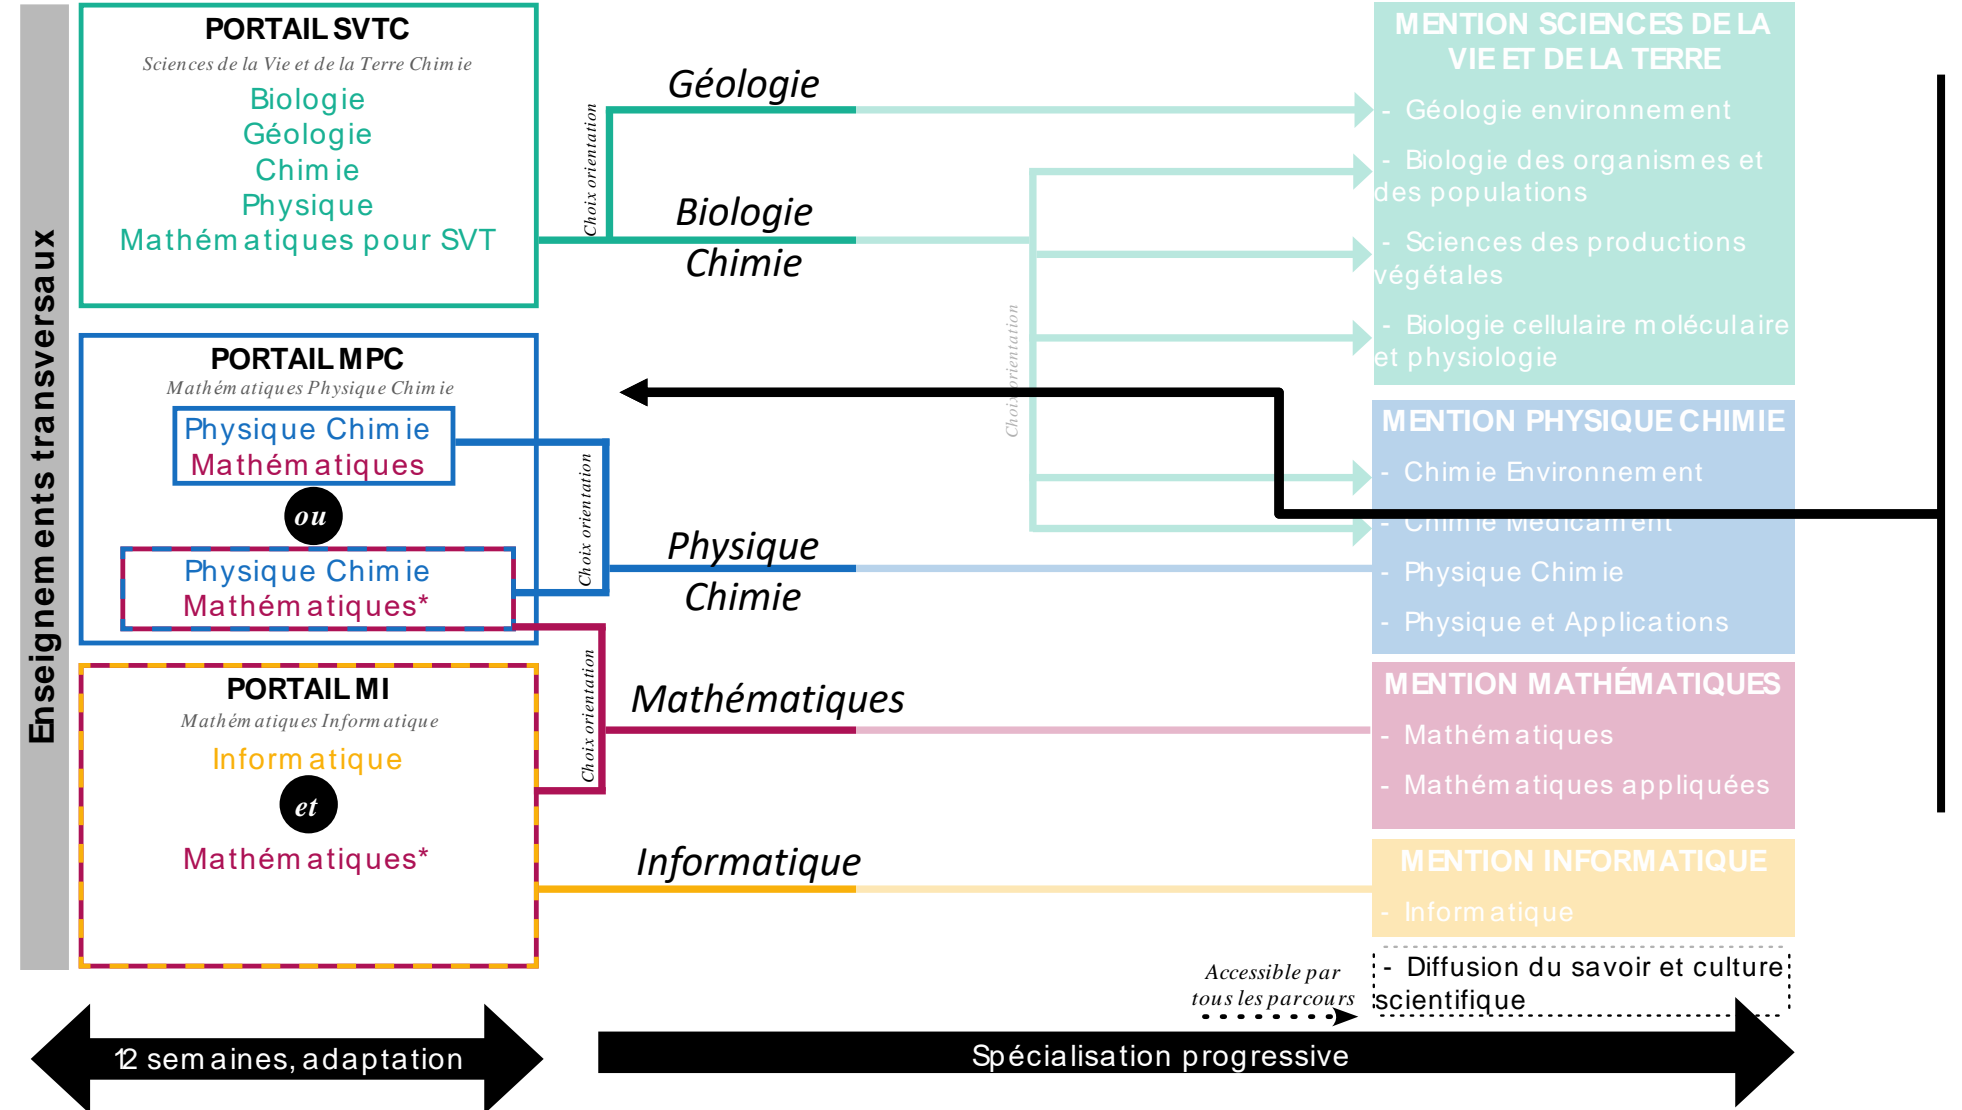 Enseignements transversaux
PORTAIL SVTC
Sciences de la Vie et de la Terre Chimie
Biologie
Géologie
Chimie
Physique
Mathématiques pour SVT
PORTAIL MPC
Mathématiques Physique Chimie
Physique Chimie
Mathématiques
ou
Physique Chimie
Mathématiques*
PORTAIL MI
Mathématiques Informatique
Informatique
et
Mathématiques*
Choix orientation
Choix orientation
Choix orientation
Géologie
Biologie
Chimie
Physique
Chimie
Mathématiques
Informatique
Choix orientation
MENTION SCIENCES DE LA
VIE ET DE LA TERRE
- Géologie environnement
- Biologie des organismes et
des populations
- Sciences des productions
végétales
- Biologie cellulaire moléculaire
et physiologie
MENTION PHYSIQUE CHIMIE
- Chimie Environnement
- Chimie Médicament
- Physique Chimie
- Physique et Applications
MENTION MATHÉMATIQUES
- Mathématiques
- Mathématiques appliquées
MENTION INFORMATIQUE
- Informatique
Accessible par
tous les parcours
- Diffusion du savoir et culture
scientifique
12 semaines, adaptation
Spécialisation progressive